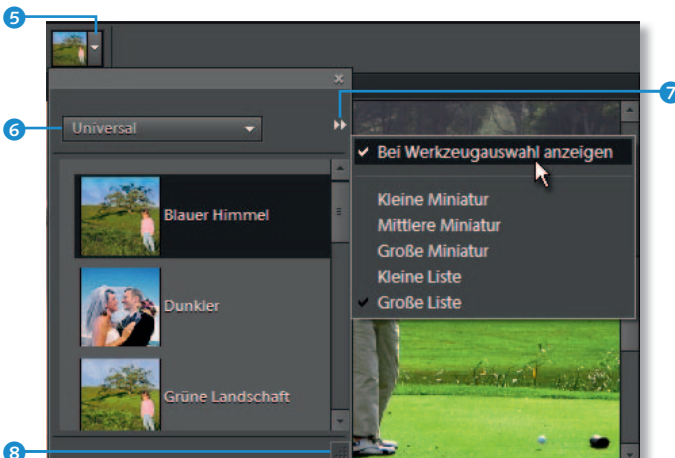 5
6
Universal
7
Bei Werkzeugauswahl anzeigen
Blauer Himmel
Kleine Miniatur
Mittlere Miniatur
Große Miniatur
Kleine Liste
Große Liste
Dunkler
Grüne Landschaft
8